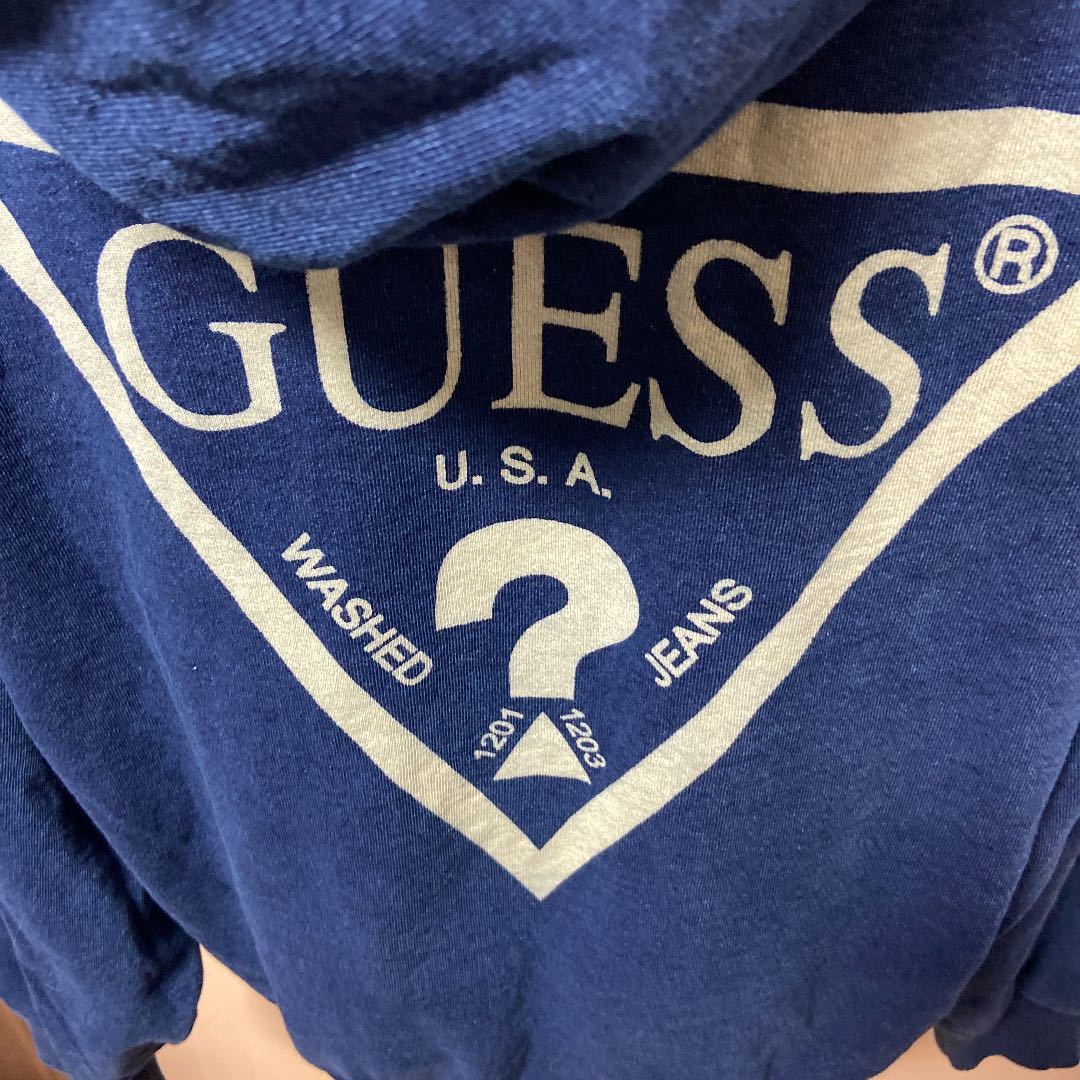 GUESS®
U.S.A.
?
WASHED JEANS
1201 1203